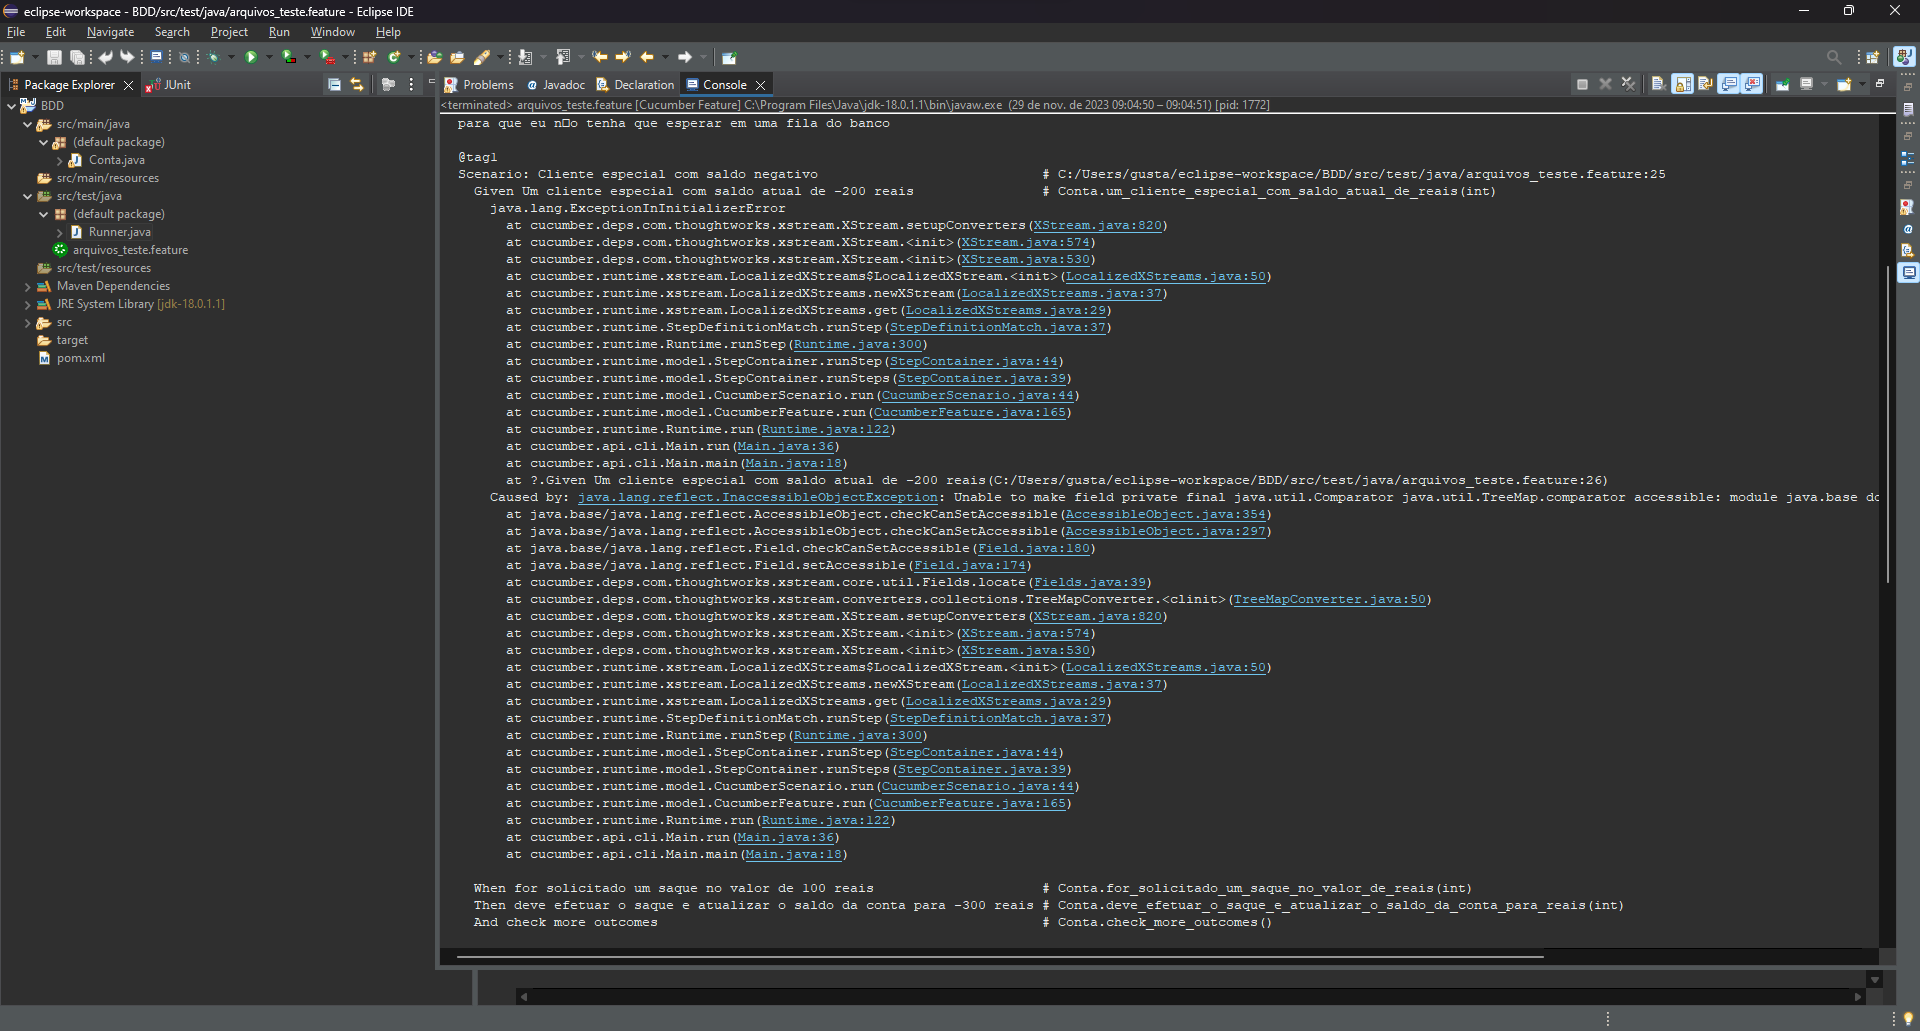 eclipse-workspace - BDD/src/test/java/arquivos_teste.feature - Eclipse IDE
File Edit Navigate Search Project Run Window Help
Package Explorer
JUnit
BDD
src/main/java
(default package)
Conta.java
src/main/resources
src/test/java
(default package)
Runner.java
arquivos_teste.feature
src/test/resources
Maven Dependencies
JRE System Library [jdk-18.0.1.1]
src
target
pom.xml
Problems Javadoc Declaration Console
<terminated> arquivos_teste.feature [Cucumber Feature] C:\Program Files\Java\jdk-18.0.1.1\bin\javaw.exe (29 de nov. de 2023 09:04:50 – 09:04:51) [pid: 1772]
para que eu n□o tenha que esperar em uma fila do banco
@tag1
Scenario: Cliente especial com saldo negativo # C:/Users/gusta/eclipse-workspace/BDD/src/test/java/arquivos_teste.feature:25
Given Um cliente especial com saldo atual de -200 reais # Conta.um_cliente_especial_com_saldo_atual_de_reais(int)
java.lang.ExceptionInInitializerError
at cucumber.deps.com.thoughtworks.xstream.XStream.setupConverters(XStream.java:820)
at cucumber.deps.com.thoughtworks.xstream.XStream.<init>(XStream.java:574)
at cucumber.deps.com.thoughtworks.xstream.XStream.<init>(XStream.java:530)
at cucumber.runtime.xstream.LocalizedXStreams$LocalizedXStream.<init>(LocalizedXStreams.java:50)
at cucumber.runtime.xstream.LocalizedXStreams.newXStream(LocalizedXStreams.java:37)
at cucumber.runtime.xstream.LocalizedXStreams.get(LocalizedXStreams.java:29)
at cucumber.runtime.StepDefinitionMatch.runStep(StepDefinitionMatch.java:37)
at cucumber.runtime.Runtime.runStep(Runtime.java:300)
at cucumber.runtime.model.StepContainer.runStep(StepContainer.java:44)
at cucumber.runtime.model.StepContainer.runSteps(StepContainer.java:39)
at cucumber.runtime.model.CucumberScenario.run(CucumberScenario.java:44)
at cucumber.runtime.model.CucumberFeature.run(CucumberFeature.java:165)
at cucumber.runtime.Runtime.run(Runtime.java:122)
at cucumber.api.cli.Main.run(Main.java:36)
at cucumber.api.cli.Main.main(Main.java:18)
at ?.Given Um cliente especial com saldo atual de -200 reais(C:/Users/gusta/eclipse-workspace/BDD/src/test/java/arquivos_teste.feature:26)
Caused by: java.lang.reflect.InaccessibleObjectException: Unable to make field private final java.util.Comparator java.util.TreeMap.comparator accessible: module java.base do
at java.base/java.lang.reflect.AccessibleObject.checkCanSetAccessible(AccessibleObject.java:354)
at java.base/java.lang.reflect.AccessibleObject.checkCanSetAccessible(AccessibleObject.java:297)
at java.base/java.lang.reflect.Field.checkCanSetAccessible(Field.java:180)
at java.base/java.lang.reflect.Field.setAccessible(Field.java:174)
at cucumber.deps.com.thoughtworks.xstream.core.util.Fields.locate(Fields.java:39)
at cucumber.deps.com.thoughtworks.xstream.converters.collections.TreeMapConverter.<clinit>(TreeMapConverter.java:50)
at cucumber.deps.com.thoughtworks.xstream.XStream.setupConverters(XStream.java:820)
at cucumber.deps.com.thoughtworks.xstream.XStream.<init>(XStream.java:574)
at cucumber.deps.com.thoughtworks.xstream.XStream.<init>(XStream.java:530)
at cucumber.runtime.xstream.LocalizedXStreams$LocalizedXStream.<init>(LocalizedXStreams.java:50)
at cucumber.runtime.xstream.LocalizedXStreams.newXStream(LocalizedXStreams.java:37)
at cucumber.runtime.xstream.LocalizedXStreams.get(LocalizedXStreams.java:29)
at cucumber.runtime.StepDefinitionMatch.runStep(StepDefinitionMatch.java:37)
at cucumber.runtime.Runtime.runStep(Runtime.java:300)
at cucumber.runtime.model.StepContainer.runStep(StepContainer.java:44)
at cucumber.runtime.model.StepContainer.runSteps(StepContainer.java:39)
at cucumber.runtime.model.CucumberScenario.run(CucumberScenario.java:44)
at cucumber.runtime.model.CucumberFeature.run(CucumberFeature.java:165)
at cucumber.runtime.Runtime.run(Runtime.java:122)
at cucumber.api.cli.Main.run(Main.java:36)
at cucumber.api.cli.Main.main(Main.java:18)
When for solicitado um saque no valor de 100 reais # Conta.for_solicitado_um_saque_no_valor_de_reais(int)
Then deve efetuar o saque e atualizar o saldo da conta para -300 reais # Conta.deve_efetuar_o_saque_e_atualizar_o_saldo_da_conta_para_reais(int)
And check more outcomes # Conta.check_more_outcomes()